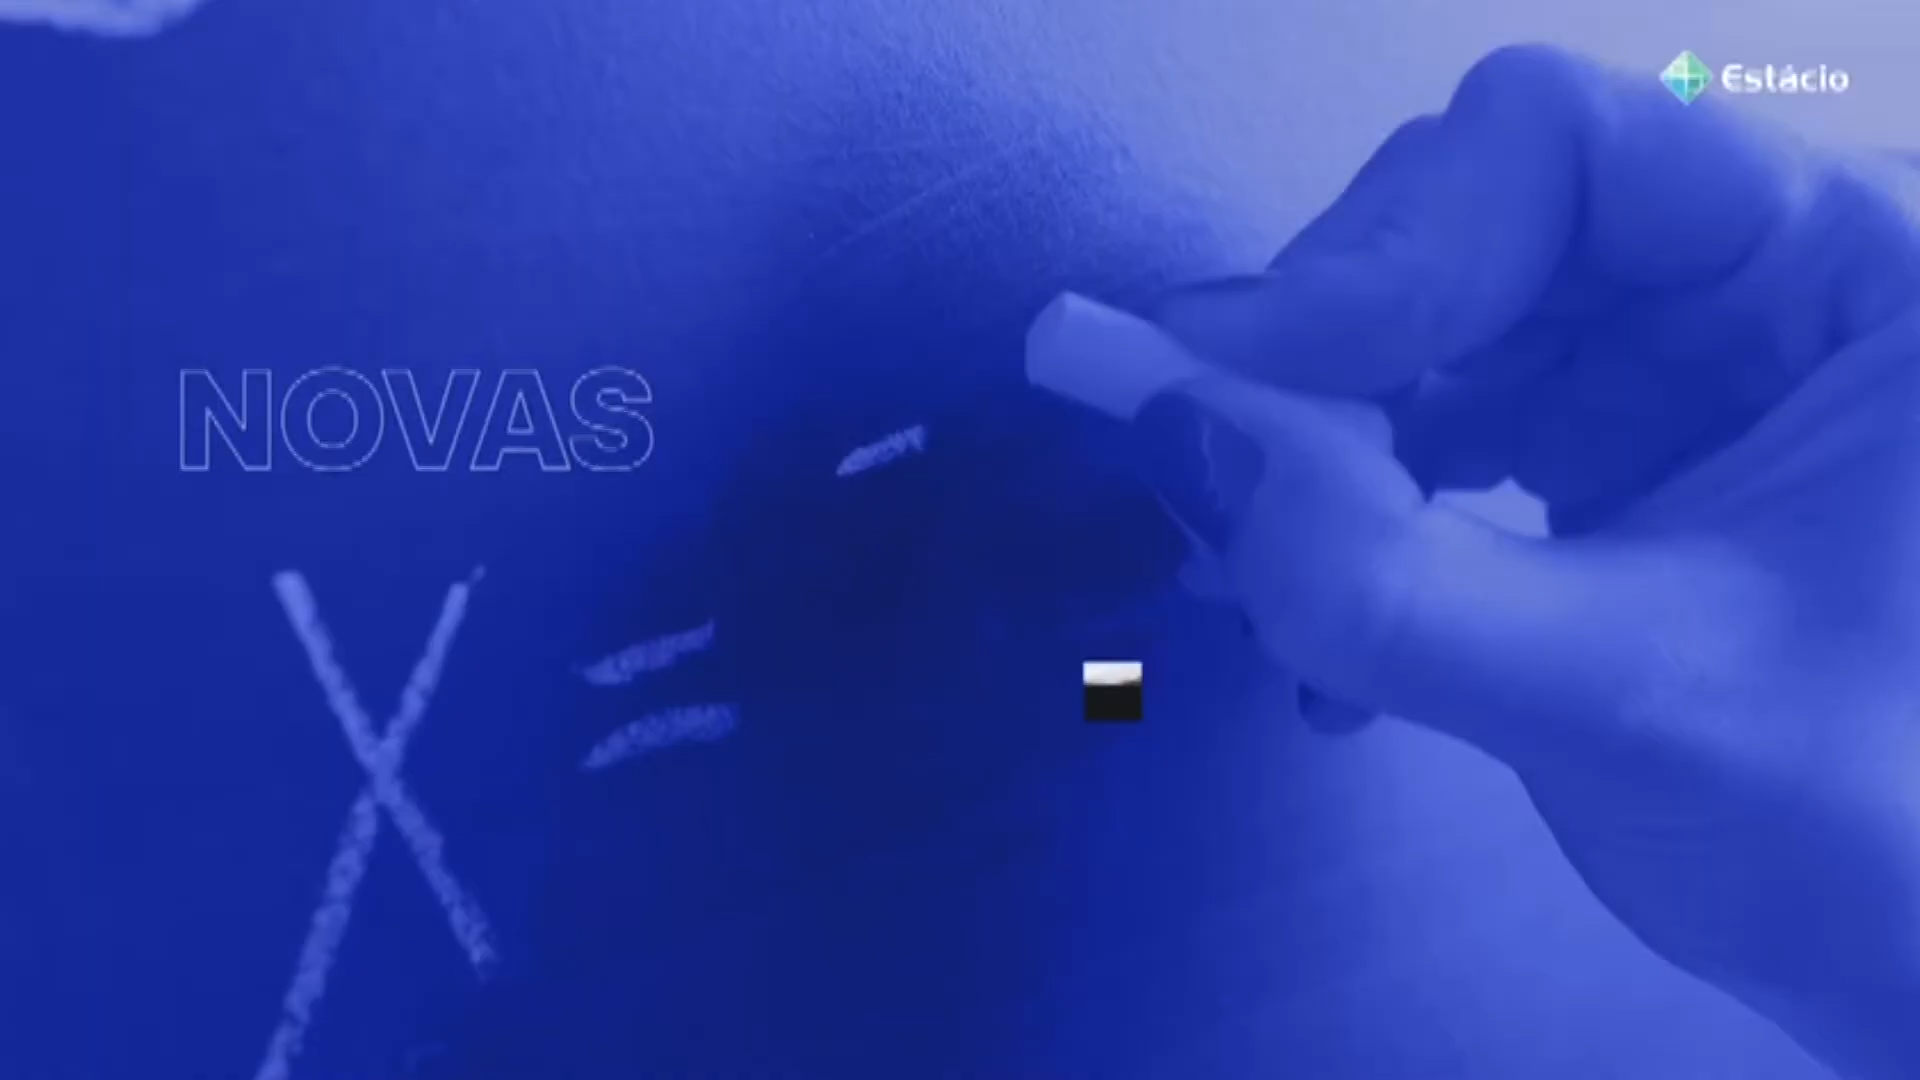 Estácio
NOVAS
X = -